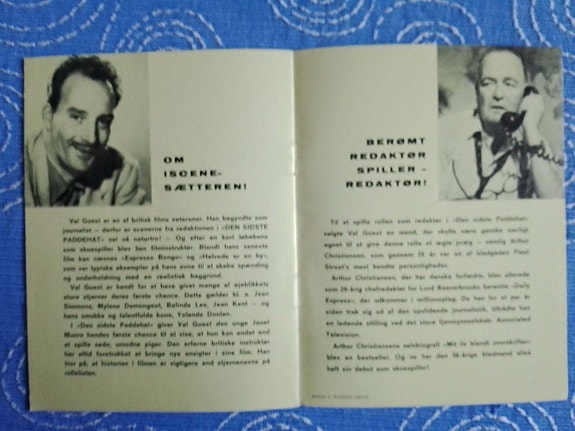 OM
ISCENE-
SÆTTEREN!
Val Guest er en af britisk films veteraner. Han begyndte som
journalist — derfor er scenerne fra redaktionen i »DEN SIDSTE
PADDEHAT« vel så naturtro! — Og efter en kort løbebane
som skuespiller blev han filminstruktør. Blandt hans seneste
film kan nævnes »Expresso Bongo« og »Helvede er en by«,
som var typiske eksempler på hans evne til at skabe spænding
og underholdning med en realistisk baggrund.
Val Guest er kendt for at have givet mange af øjeblikkets
store stjerner deres første chance. Dette gælder bl. a. Jean
Simmons, Mylene Demongeot, Belinda Lee, Jean Kent — og
hans smukke og talentfulde kone, Yolande Donlan.
I »Den sidste Paddehat« giver Val Guest den unge Janet
Munro hendes første chance til at vise, at hun kan andet end
at spille søde, umodne piger. Den erfarne britiske instruktør
har altid foretrukket at bringe nye ansigter i sine film. Han
tror på, at historien i filmen er vigtigere end stjernenavne på
rollelisten.
BERØMT
REDAKTØR
SPILLER -
REDAKTØR!
Til at spille rollen som redaktør i »Den sidste Paddehat«
valgte Val Guest en mand, der skulle være ganske særligt
egnet til at give denne rolle et ægte præg — nemlig Arthur
Christiansen, som gennem 25 år var en af bladgaden Fleet
Street's mest kendte personligheder.
Arthur Christiansen, der har danske forfædre, blev allerede
som 29-årig chefredaktør for Lord Beaverbrooks berømte »Daily
Express«, der udkommer i millionoplag. Da han for et par år
siden trak sig ud af den opslidende journalistik, tiltrådte han
en ledende stilling ved det store fjernsynsselskab, Associated
Television.
Arthur Christiansens selvbiografi »Mit liv blandt overskrifter«
blev en bestseller. Og nu har den 56-årige bladmand altså
haft sin debut som skuespiller!